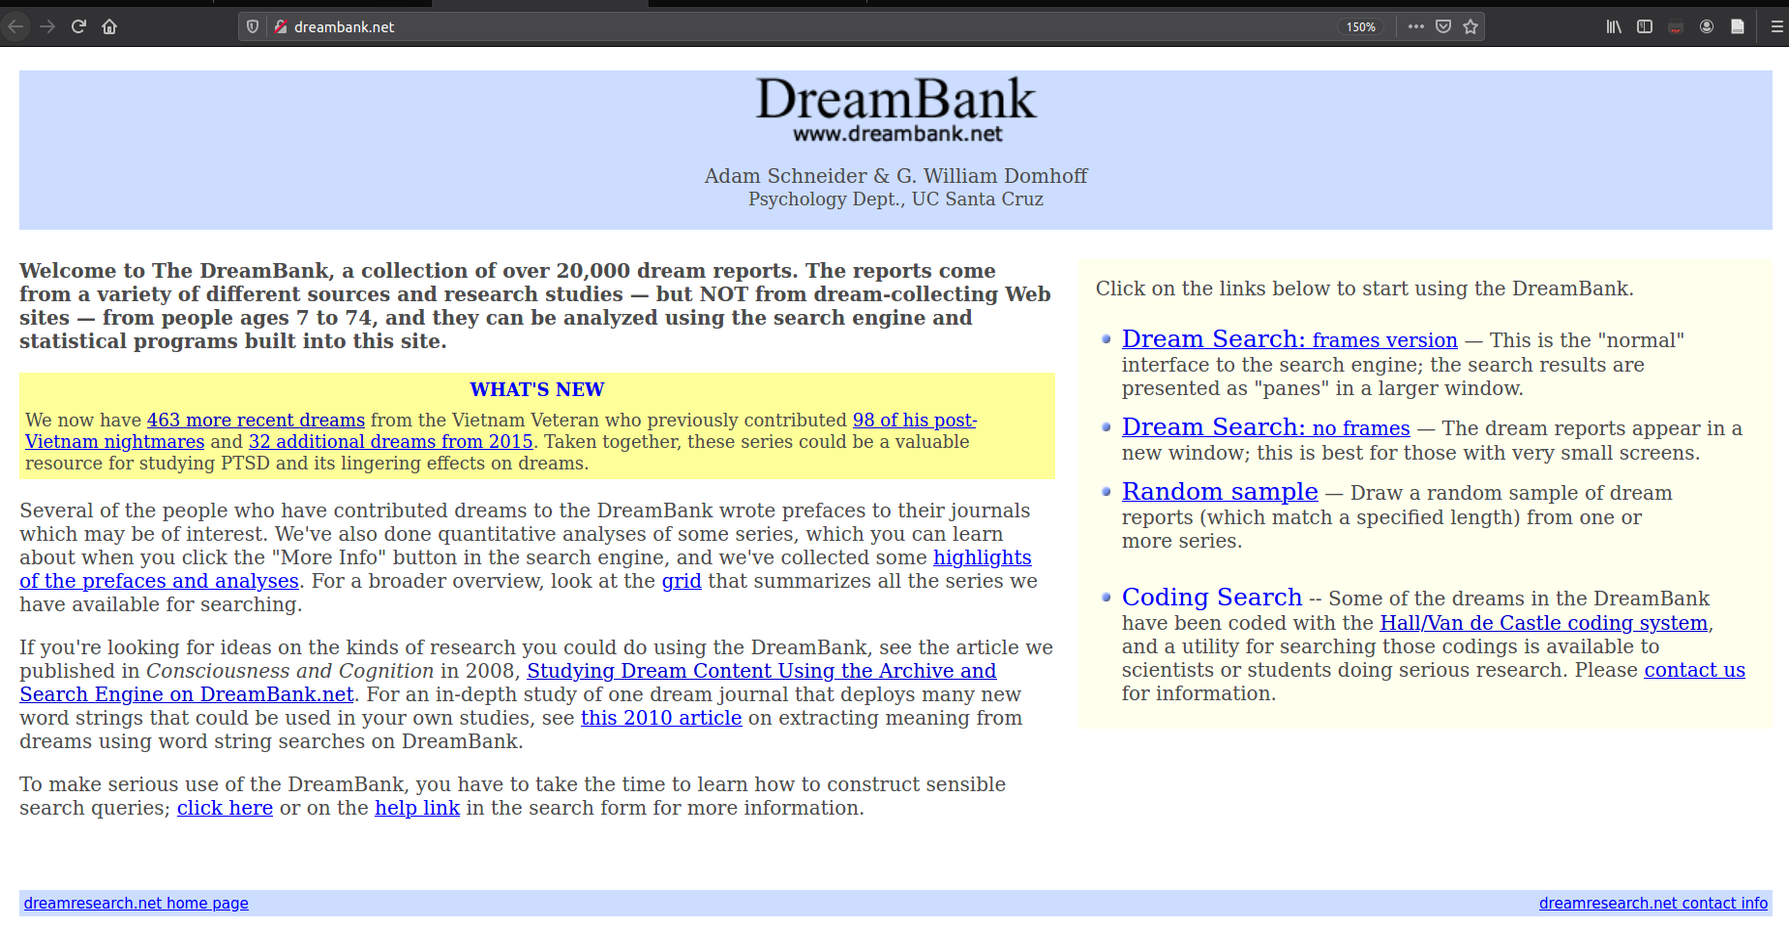 dreambank.net
150%
DreamBank
www.dreambank.net
Adam Schneider & G. William Domhoff
Psychology Dept., UC Santa Cruz
Welcome to The DreamBank, a collection of over 20,000 dream reports. The reports come
from a variety of different sources and research studies — but NOT from dream-collecting Web
sites — from people ages 7 to 74, and they can be analyzed using the search engine and
statistical programs built into this site.
WHAT'S NEW
We now have 463 more recent dreams from the Vietnam Veteran who previously contributed 98 of his post-
Vietnam nightmares and 32 additional dreams from 2015. Taken together, these series could be a valuable
resource for studying PTSD and its lingering effects on dreams.
Several of the people who have contributed dreams to the DreamBank wrote prefaces to their journals
which may be of interest. We've also done quantitative analyses of some series, which you can learn
about when you click the "More Info" button in the search engine, and we've collected some highlights
of the prefaces and analyses. For a broader overview, look at the grid that summarizes all the series we
have available for searching.
If you're looking for ideas on the kinds of research you could do using the DreamBank, see the article we
published in Consciousness and Cognition in 2008, Studying Dream Content Using the Archive and
Search Engine on DreamBank.net. For an in-depth study of one dream journal that deploys many new
word strings that could be used in your own studies, see this 2010 article on extracting meaning from
dreams using word string searches on DreamBank.
To make serious use of the DreamBank, you have to take the time to learn how to construct sensible
search queries; click here or on the help link in the search form for more information.
Click on the links below to start using the DreamBank.
Dream Search: frames version — This is the "normal"
interface to the search engine; the search results are
presented as "panes" in a larger window.
Dream Search: no frames — The dream reports appear in a
new window; this is best for those with very small screens.
Random sample — Draw a random sample of dream
reports (which match a specified length) from one or
more series.
Coding Search -- Some of the dreams in the DreamBank
have been coded with the Hall/Van de Castle coding system,
and a utility for searching those codings is available to
scientists or students doing serious research. Please contact us
for information.
dreamresearch.net home page
dreamresearch.net contact info